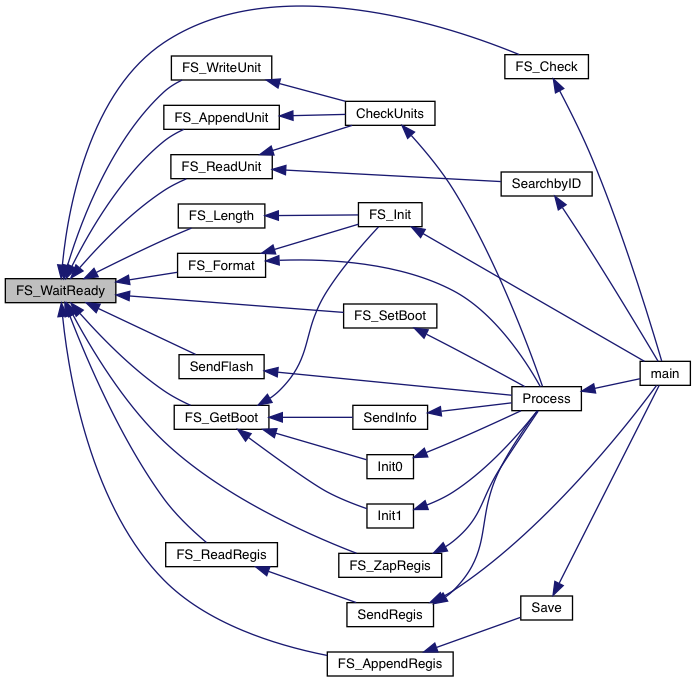 FS_Check
FS_WriteUnit
CheckUnits
FS_AppendUnit
FS_ReadUnit
SearchbyID
FS_Length
FS_Init
FS_Format
FS_WaitReady
FS_SetBoot
SendFlash
main
Process
FS_GetBoot
SendInfo
Init0
Init1
FS_ReadRegis
FS_ZapRegis
SendRegis
Save
FS_AppendRegis